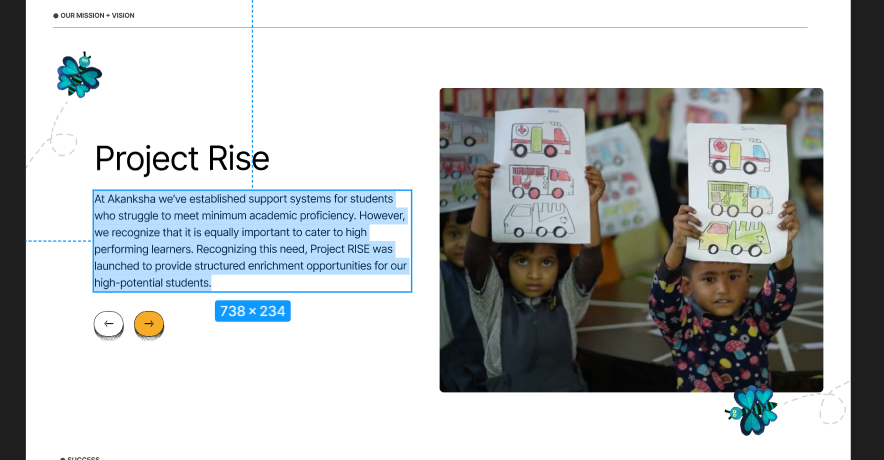 OUR MISSION + VISION
Project Rise
At Akanksha we've established support systems for students
who struggle to meet minimum academic proficiency. However,
we recognize that it is equally important to cater to high
performing learners. Recognizing this need, Project RISE was
launched to provide structured enrichment opportunities for our
high-potential students.
738 × 234